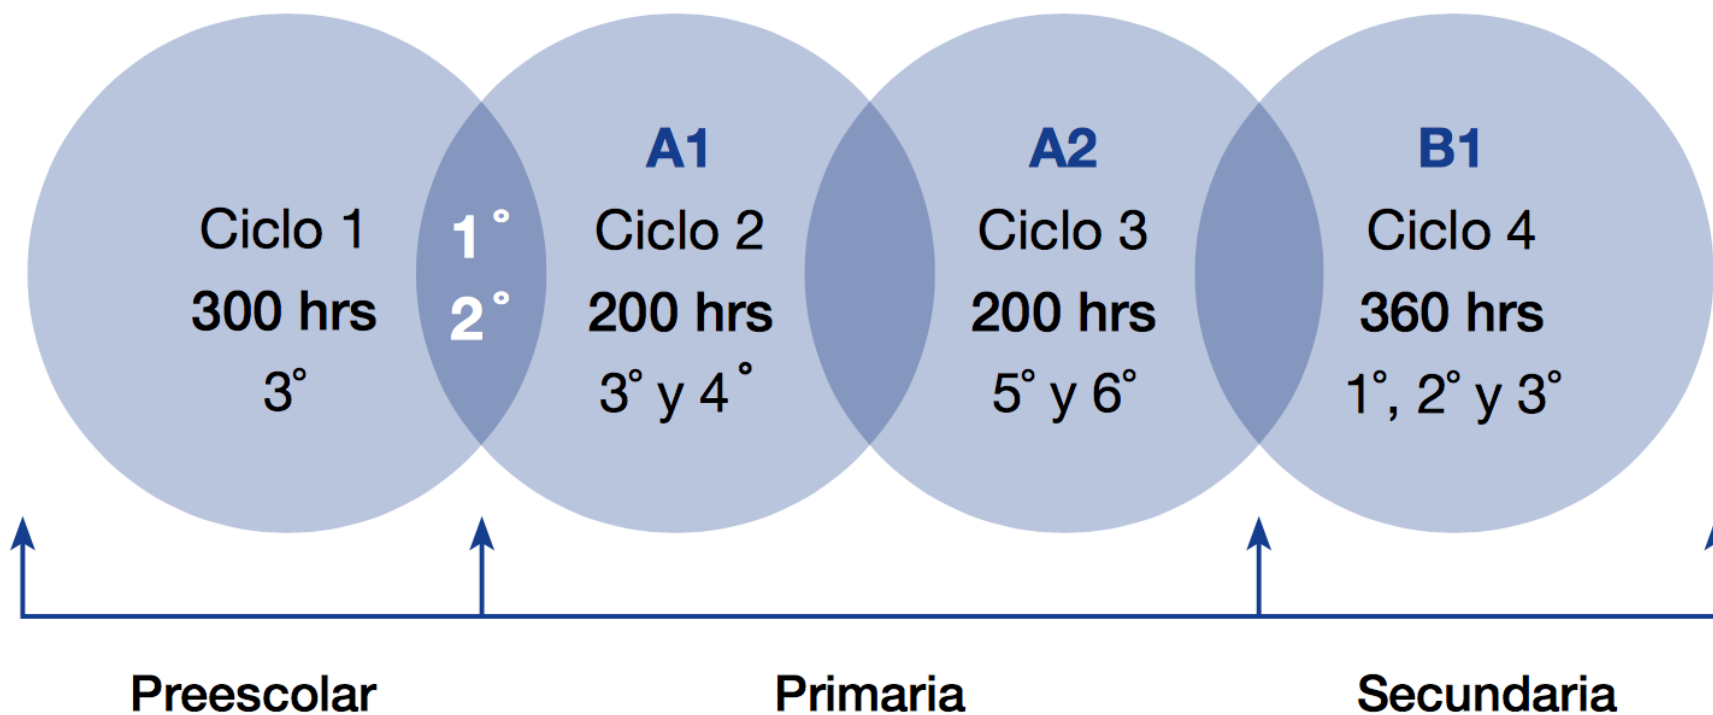 Ciclo 1
300 hrs
3°
1°
2°
A1
Ciclo 2
200 hrs
3° y 4°
A2
Ciclo 3
200 hrs
5° y 6°
B1
Ciclo 4
360 hrs
1°, 2° y 3°
Preescolar
Primaria
Secundaria